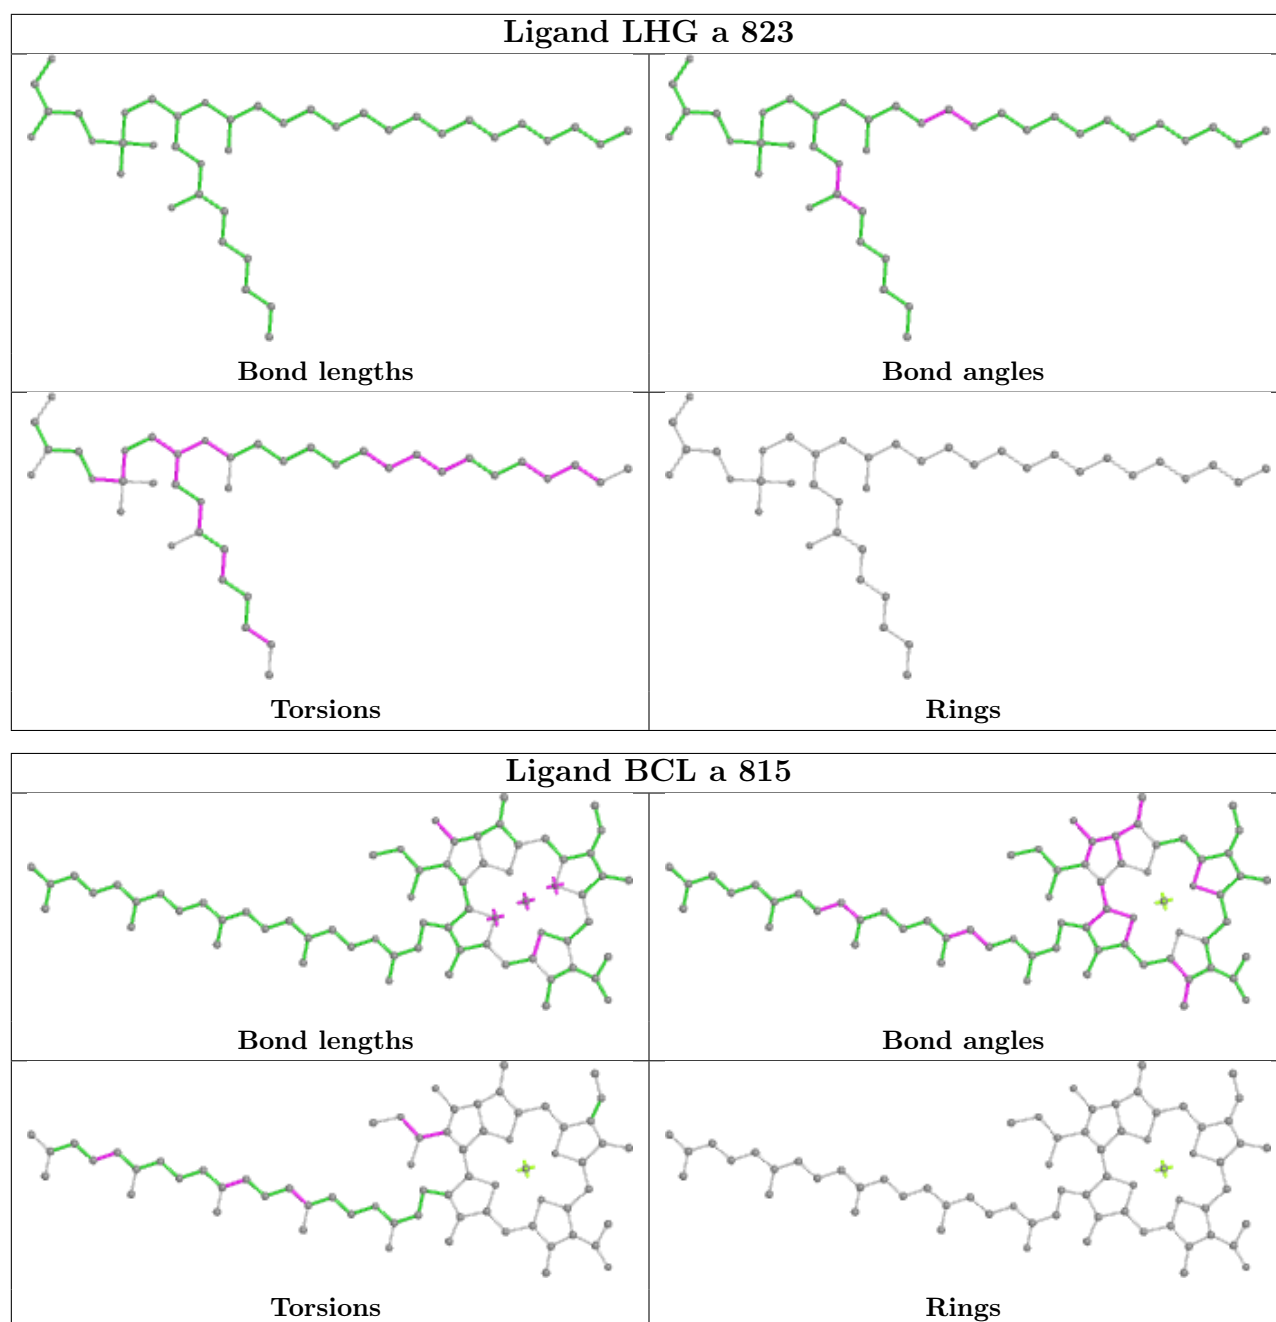 Ligand LHG a 823
Bond lengths
Bond angles
Torsions
Rings
Ligand BCL a 815
Bond lengths
Bond angles
Torsions
Rings